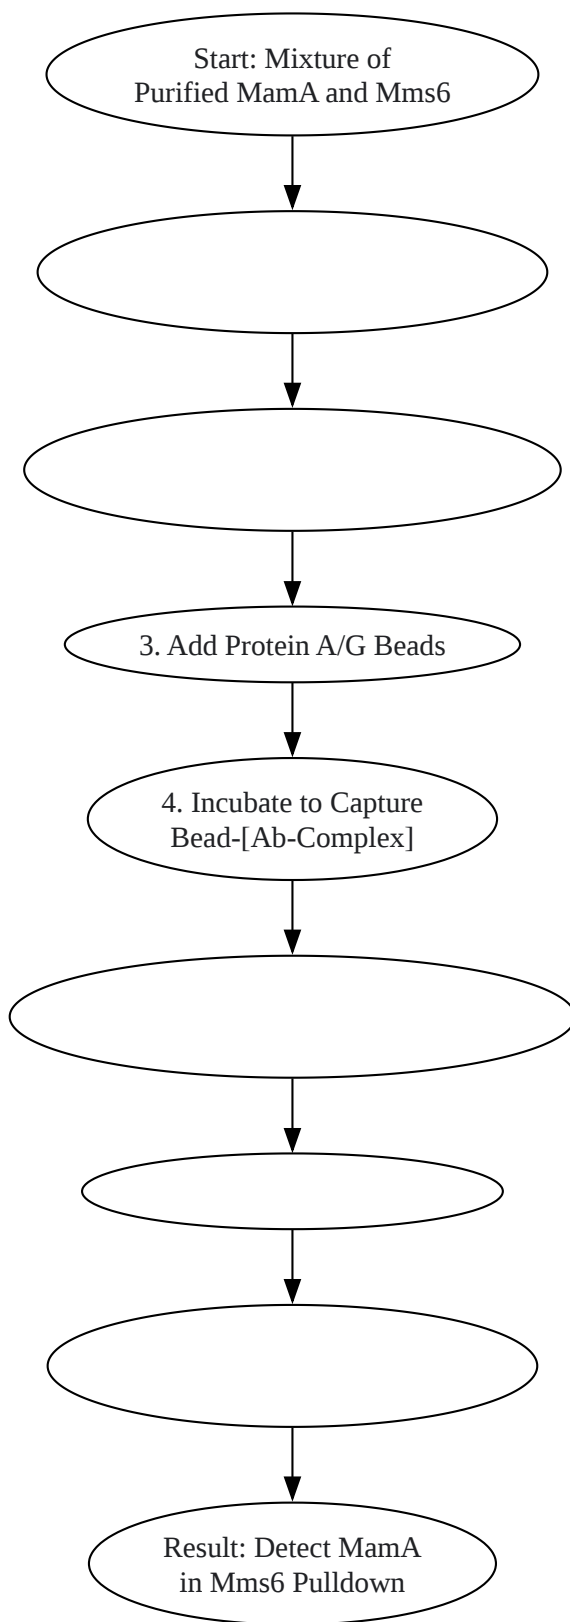 Start: Mixture of
Purified MamA and Mms6
3. Add Protein A/G Beads
4. Incubate to Capture
Bead-[Ab-Complex]
Result: Detect MamA
in Mms6 Pulldown